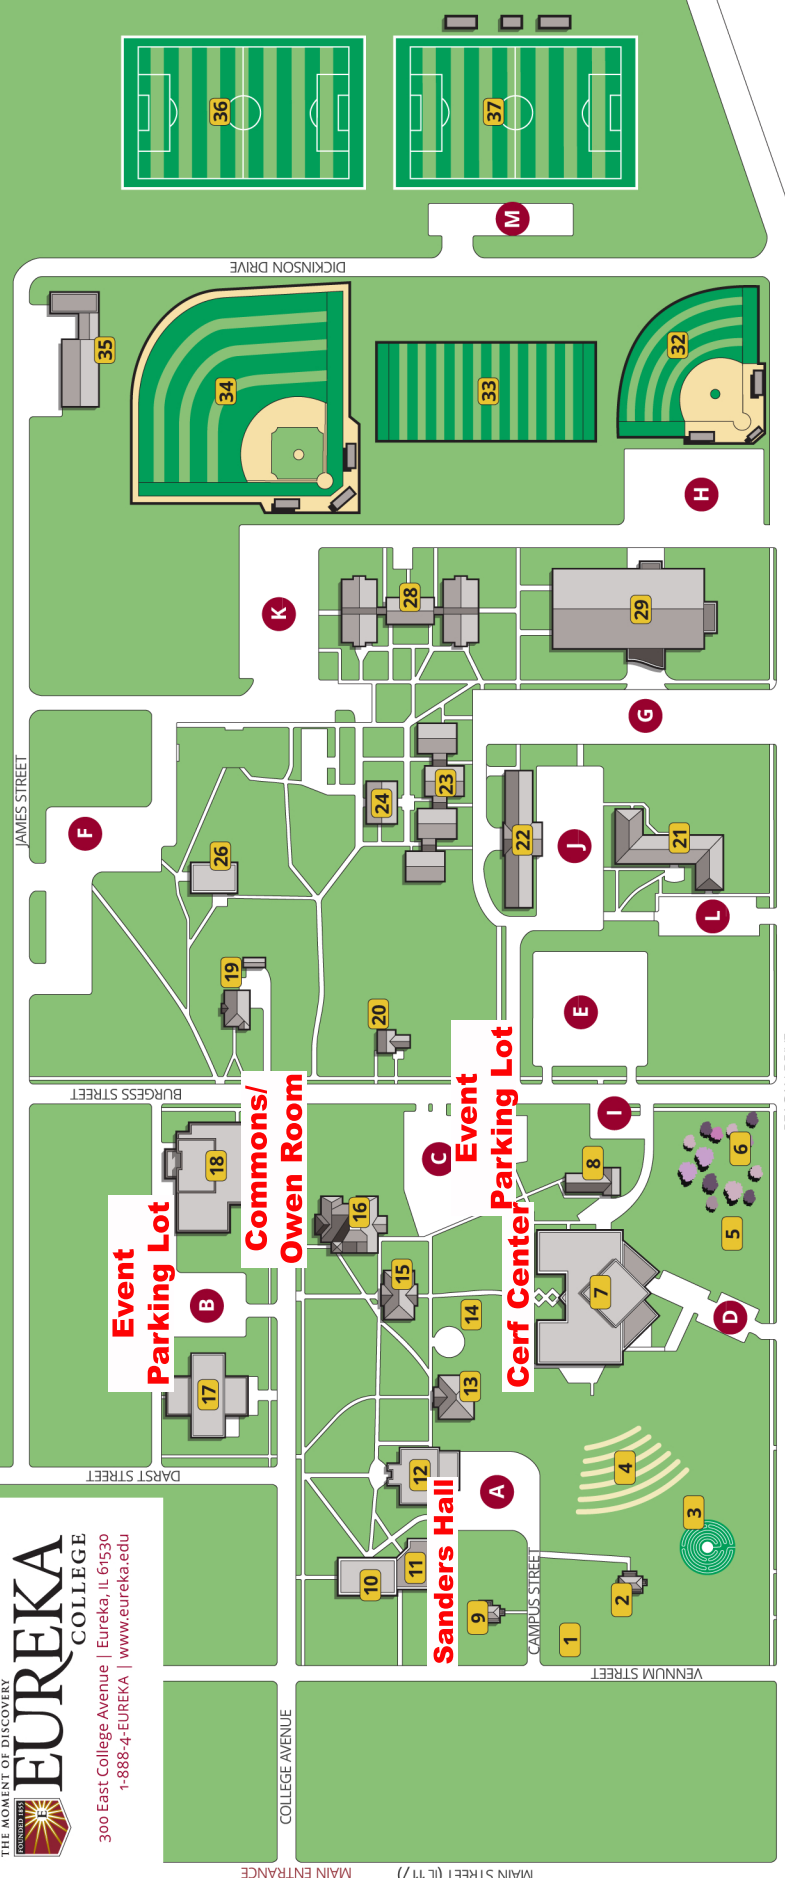 THE MOMENT OF DISCOVERY
FOUNDED 1855
E
EUREKA
COLLEGE
300 East College Avenue | Eureka, IL 61530
1-888-4-EUREKA | www.eureka.edu
36
37
M
DICKINSON DRIVE
35
34
33
32
H
K
28
29
G
JAMES STREET
F
26
24
23
22
J
21
L
19
20
E
BURGESS STREET
18
Commons/
Owen Room
Event
Parking Lot
C
I
8
6
5
Event
Parking Lot
B
17
16
15
14
13
Cerf Center
7
D
DARST STREET
12
A
4
3
Sanders Hall
10
11
9
CAMPUS STREET
2
1
VENNUM STREET
COLLEGE AVENUE
MAIN ENTRANCE
MAIN STREET (IL 117)